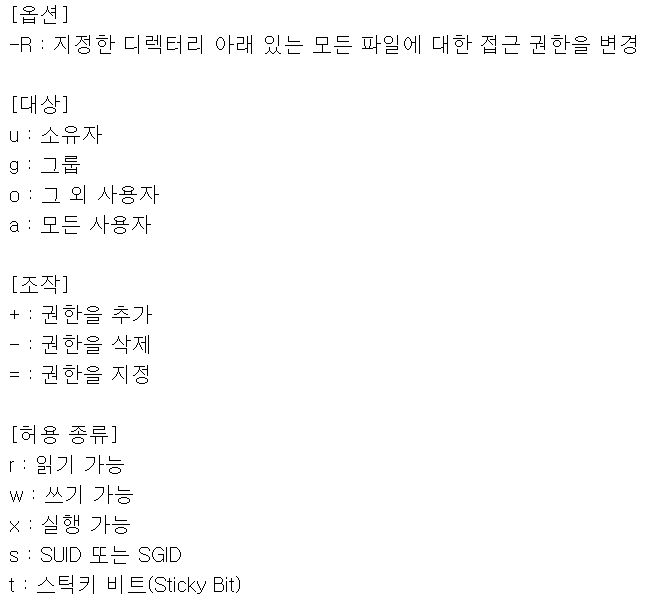 [옵션]
-R : 지정한 디렉터리 아래 있는 모든 파일에 대한 접근 권한을 변경
[대상]
u : 소유자
g : 그룹
o : 그 외 사용자
a : 모든 사용자
[조작]
+ : 권한을 추가
- : 권한을 삭제
= : 권한을 지정
[허용 종류]
r : 읽기 가능
w : 쓰기 가능
x : 실행 가능
s : SUID 또는 SGID
t : 스틱키 비트(Sticky Bit)